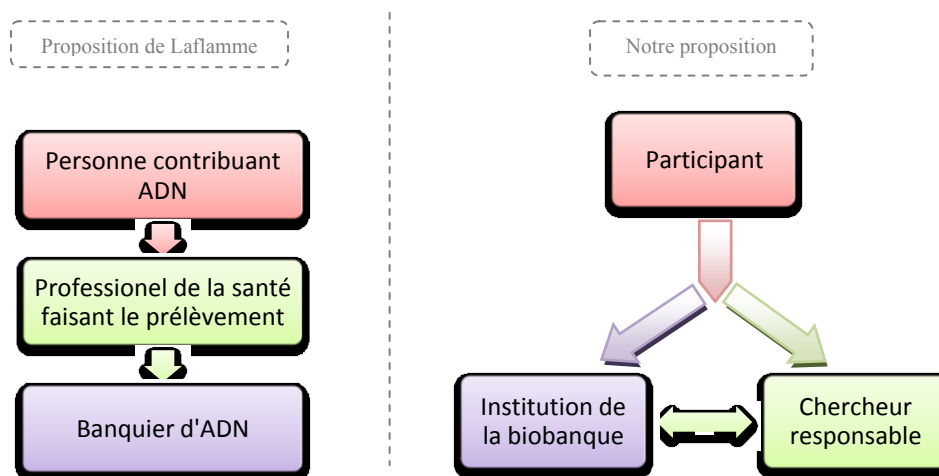 Proposition de Laflamme
Personne contribuant
ADN
Professionel de la santé
faisant le prélèvement
Banquier d'ADN
Notre proposition
Participant
Institution de
la biobanque
Chercheur
responsable